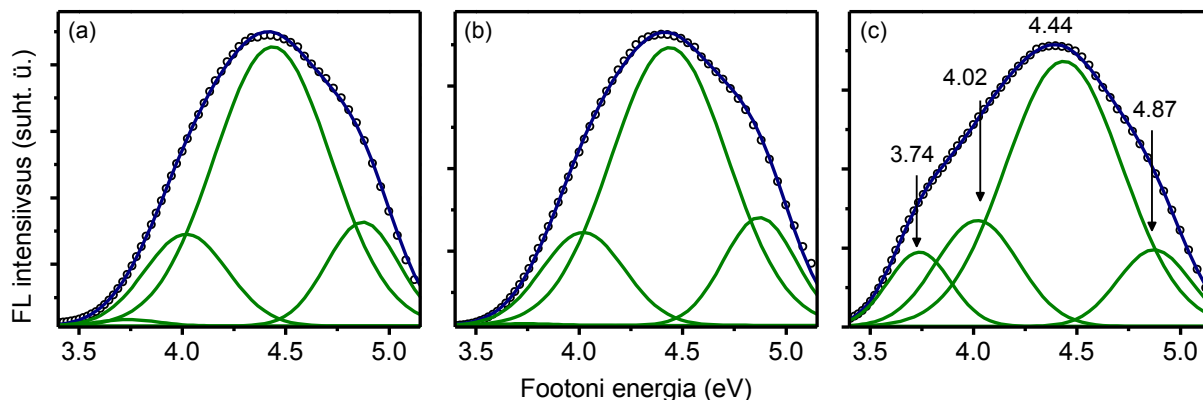 (a)
(b)
(c)
4.44
4.02
4.87
3.74
FL intensiivsus (suht. ü.)
3.5 4.0 4.5 5.0
3.5 4.0 4.5 5.0
3.5 4.0 4.5 5.0
Footoni energia (eV)